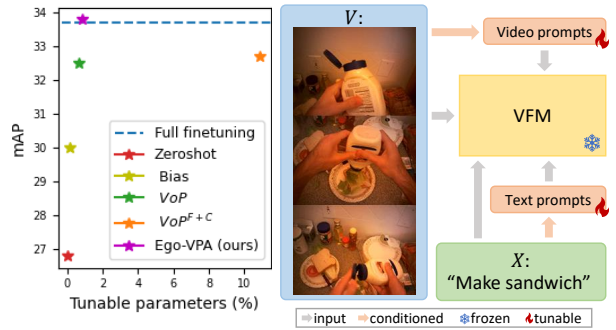 34
33
32
31
30
29
28
27
mAP
0
2
4
6
8
10
Tunable parameters (%)
Full finetuning
Zeroshot
Bias
VoP
VoP^{F+C}
Ego-VPA (ours)
V:
Video prompts
VFM
Text prompts
X:
“Make sandwich”
input
conditioned
frozen
tunable